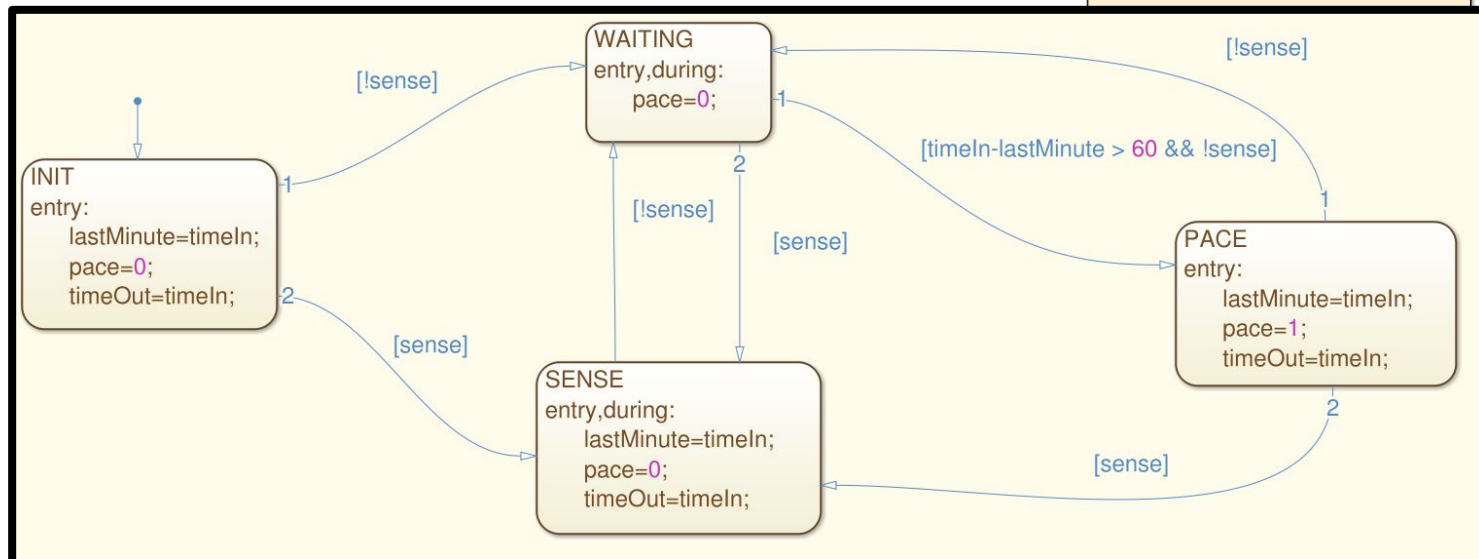 WAITING
entry,during:
pace=0;
[!sense]
[!sense]
1
2
[timeIn-lastMinute > 60 && !sense]
INIT
entry:
lastMinute=timeIn;
pace=0;
timeOut=timeIn;
1
2
[!sense]
[sense]
1
PACE
entry:
lastMinute=timeIn;
pace=1;
timeOut=timeIn;
2
[sense]
SENSE
entry,during:
lastMinute=timeIn;
pace=0;
timeOut=timeIn;
[sense]